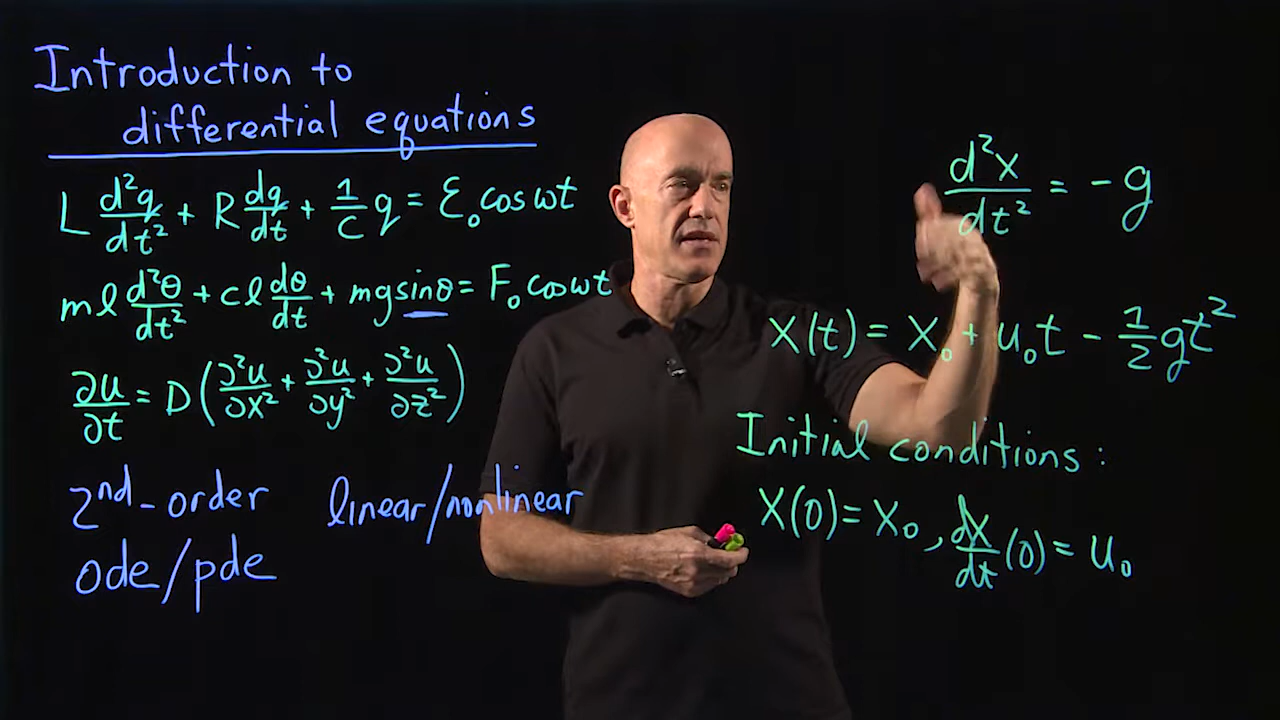 Introduction to
differential equations
L d²q/dt² + R dq/dt + 1/C q = ℰ₀ cos ωt
ml d²θ/dt² + cl dθ/dt + mg sinθ = F₀ cos ωt
∂u/∂t = D (∂²u/∂x² + ∂²u/∂y² + ∂²u/∂z²)
2nd-order linear/nonlinear
ode/pde
d²x/dt² = -g
x(t) = x₀ + u₀t - 1/2 gt²
Initial conditions:
x(0) = x₀, dx/dt (0) = u₀